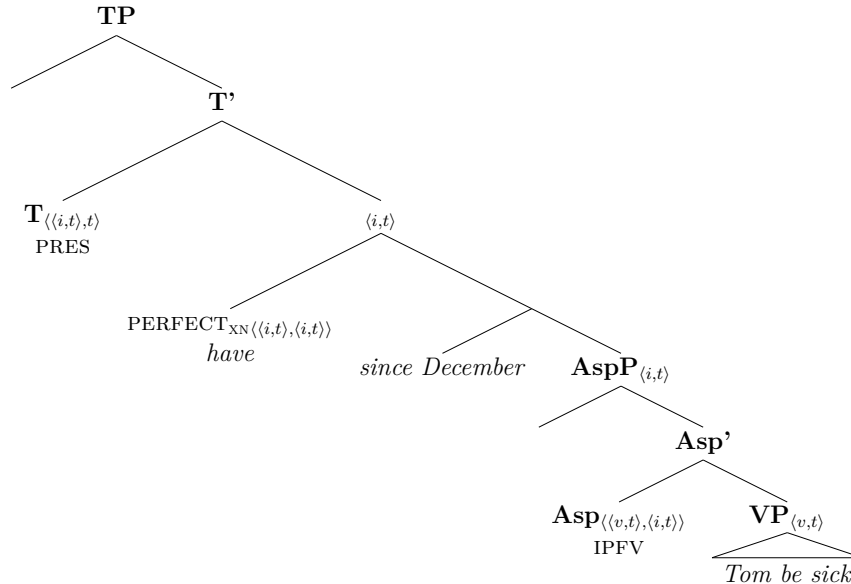 TP
T'
T⟨⟨i,t⟩,t⟩
PRES
⟨i,t⟩
PERFECTXN⟨⟨i,t⟩,⟨i,t⟩⟩
have
since December
AspP⟨i,t⟩
Asp'
Asp⟨⟨v,t⟩,⟨i,t⟩⟩
IPFV
VP⟨v,t⟩
Tom be sick